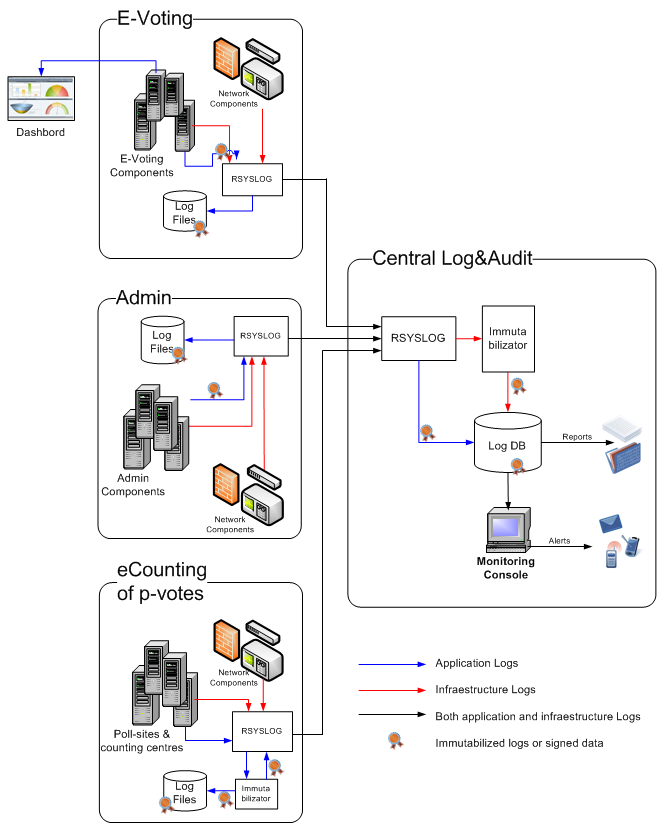 E-Voting
Dashbord
Network
Components
E-Voting
Components
RSYSLOG
Log
Files
Central Log&Audit
Admin
Log
Files
RSYSLOG
RSYSLOG
Immuta
bilizator
Log DB
Reports
Admin
Components
Network
Components
Alerts
Monitoring
Console
eCounting
of p-votes
Network
Components
Poll-sites &
counting centres
RSYSLOG
Log
Files
Immuta
bilizator
Application Logs
Infraestructure Logs
Both application and infraestructure Logs
Immutabilized logs or signed data